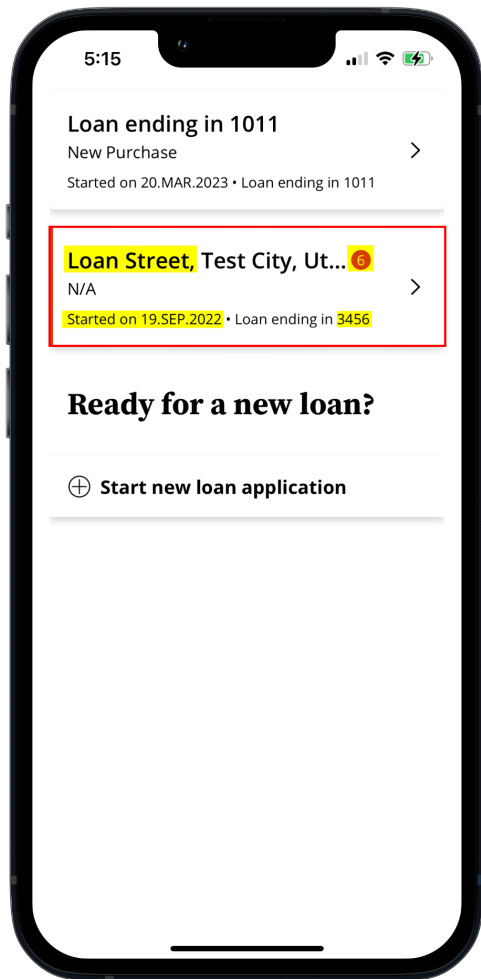 5:15
Loan ending in 1011
New Purchase
Started on 20.MAR.2023 • Loan ending in 1011
Loan Street, Test City, Ut... 6
N/A
Started on 19.SEP.2022 • Loan ending in 3456
Ready for a new loan?
Start new loan application